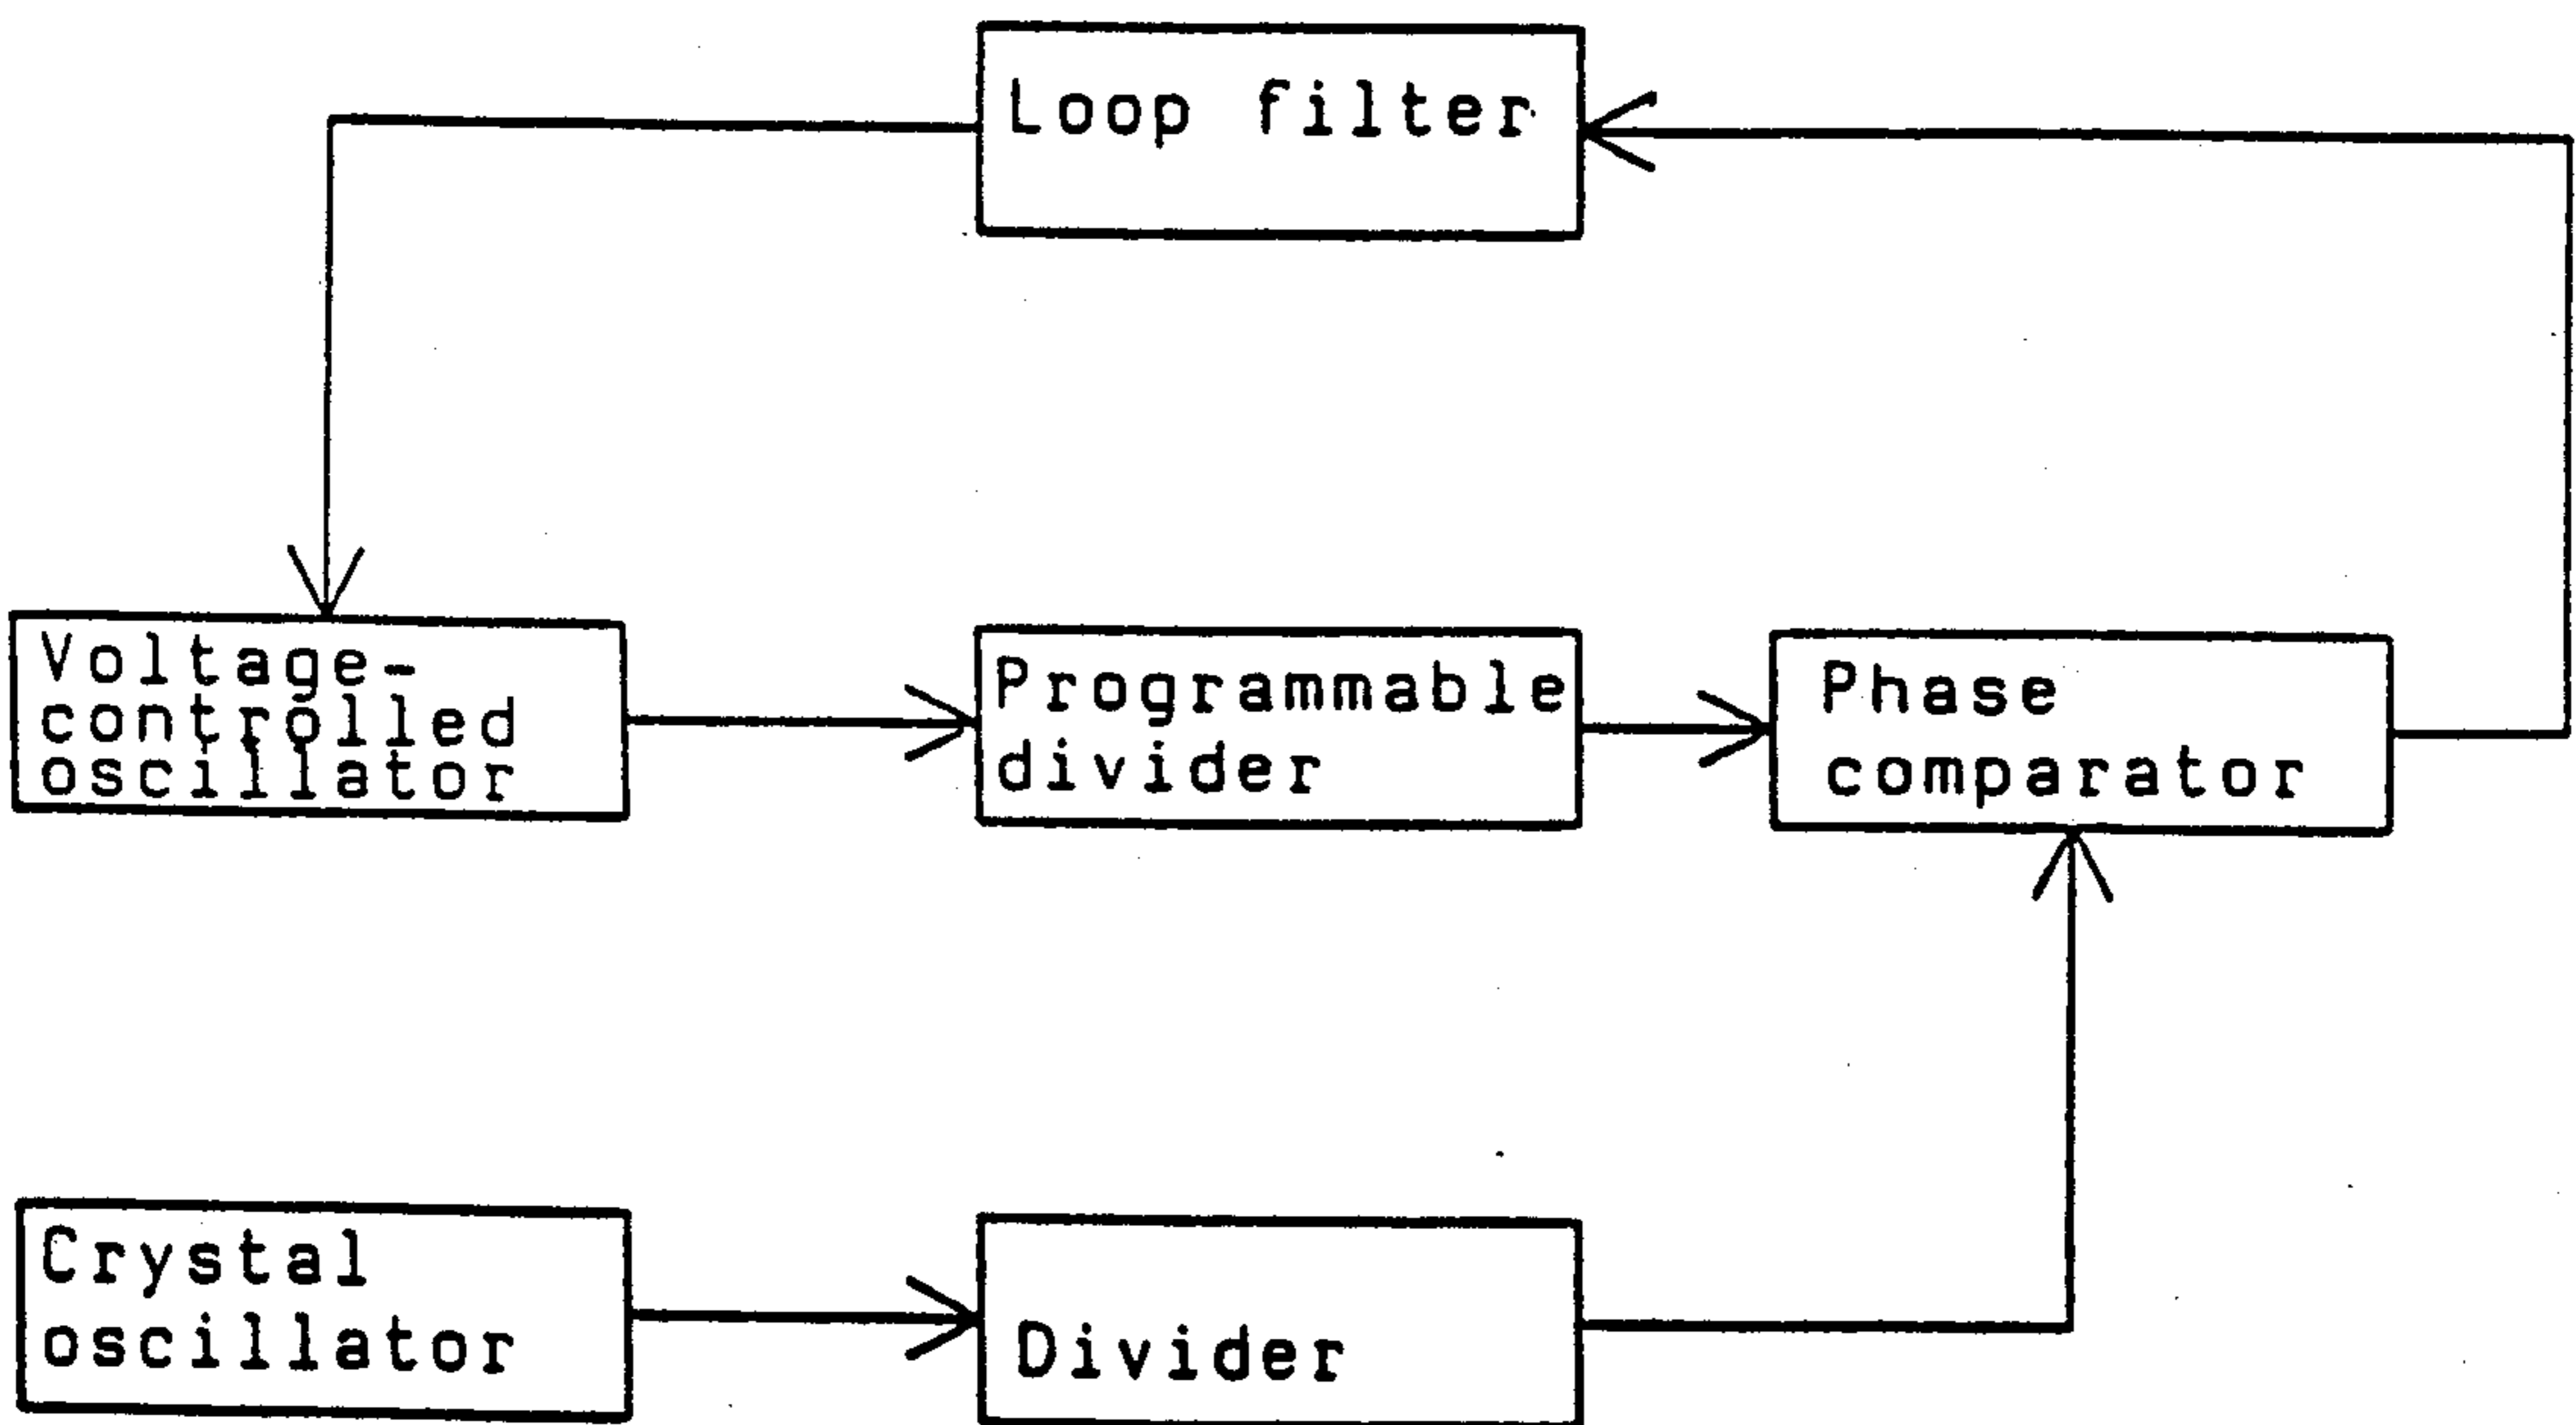 Loop filter
Voltage-
controlled
oscillator
Programmable
divider
Phase
comparator
Crystal
oscillator
Divider